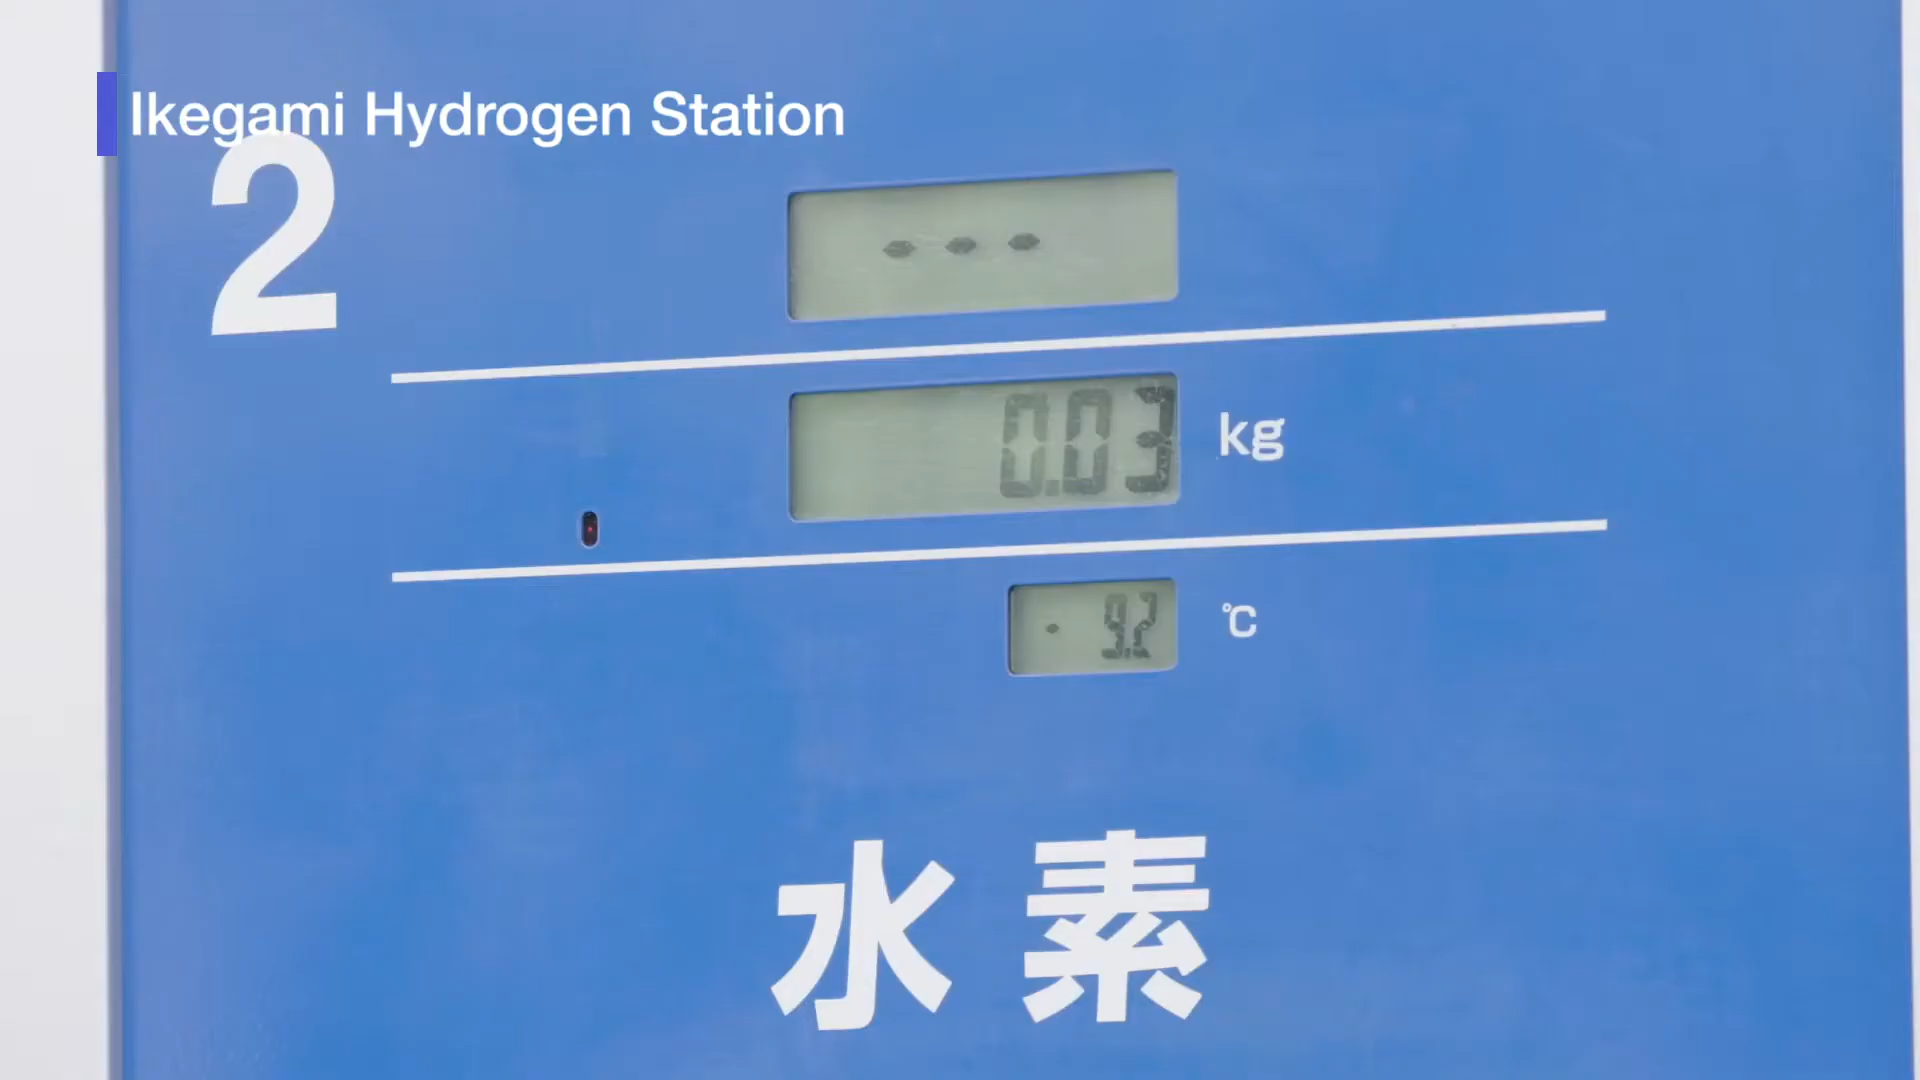 Ikegami Hydrogen Station
2
- - -
0.03 kg
- 9.2 ℃
水素